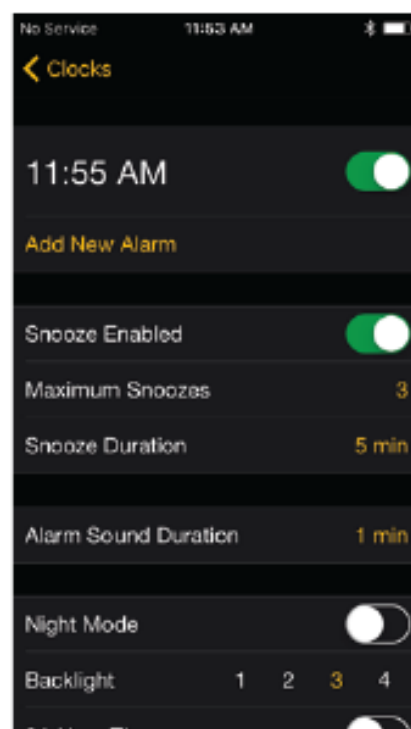 No Service 11:53 AM
Clocks
11:55 AM
Add New Alarm
Snooze Enabled
Maximum Snoozes 3
Snooze Duration 5 min
Alarm Sound Duration 1 min
Night Mode
Backlight 1 2 3 4